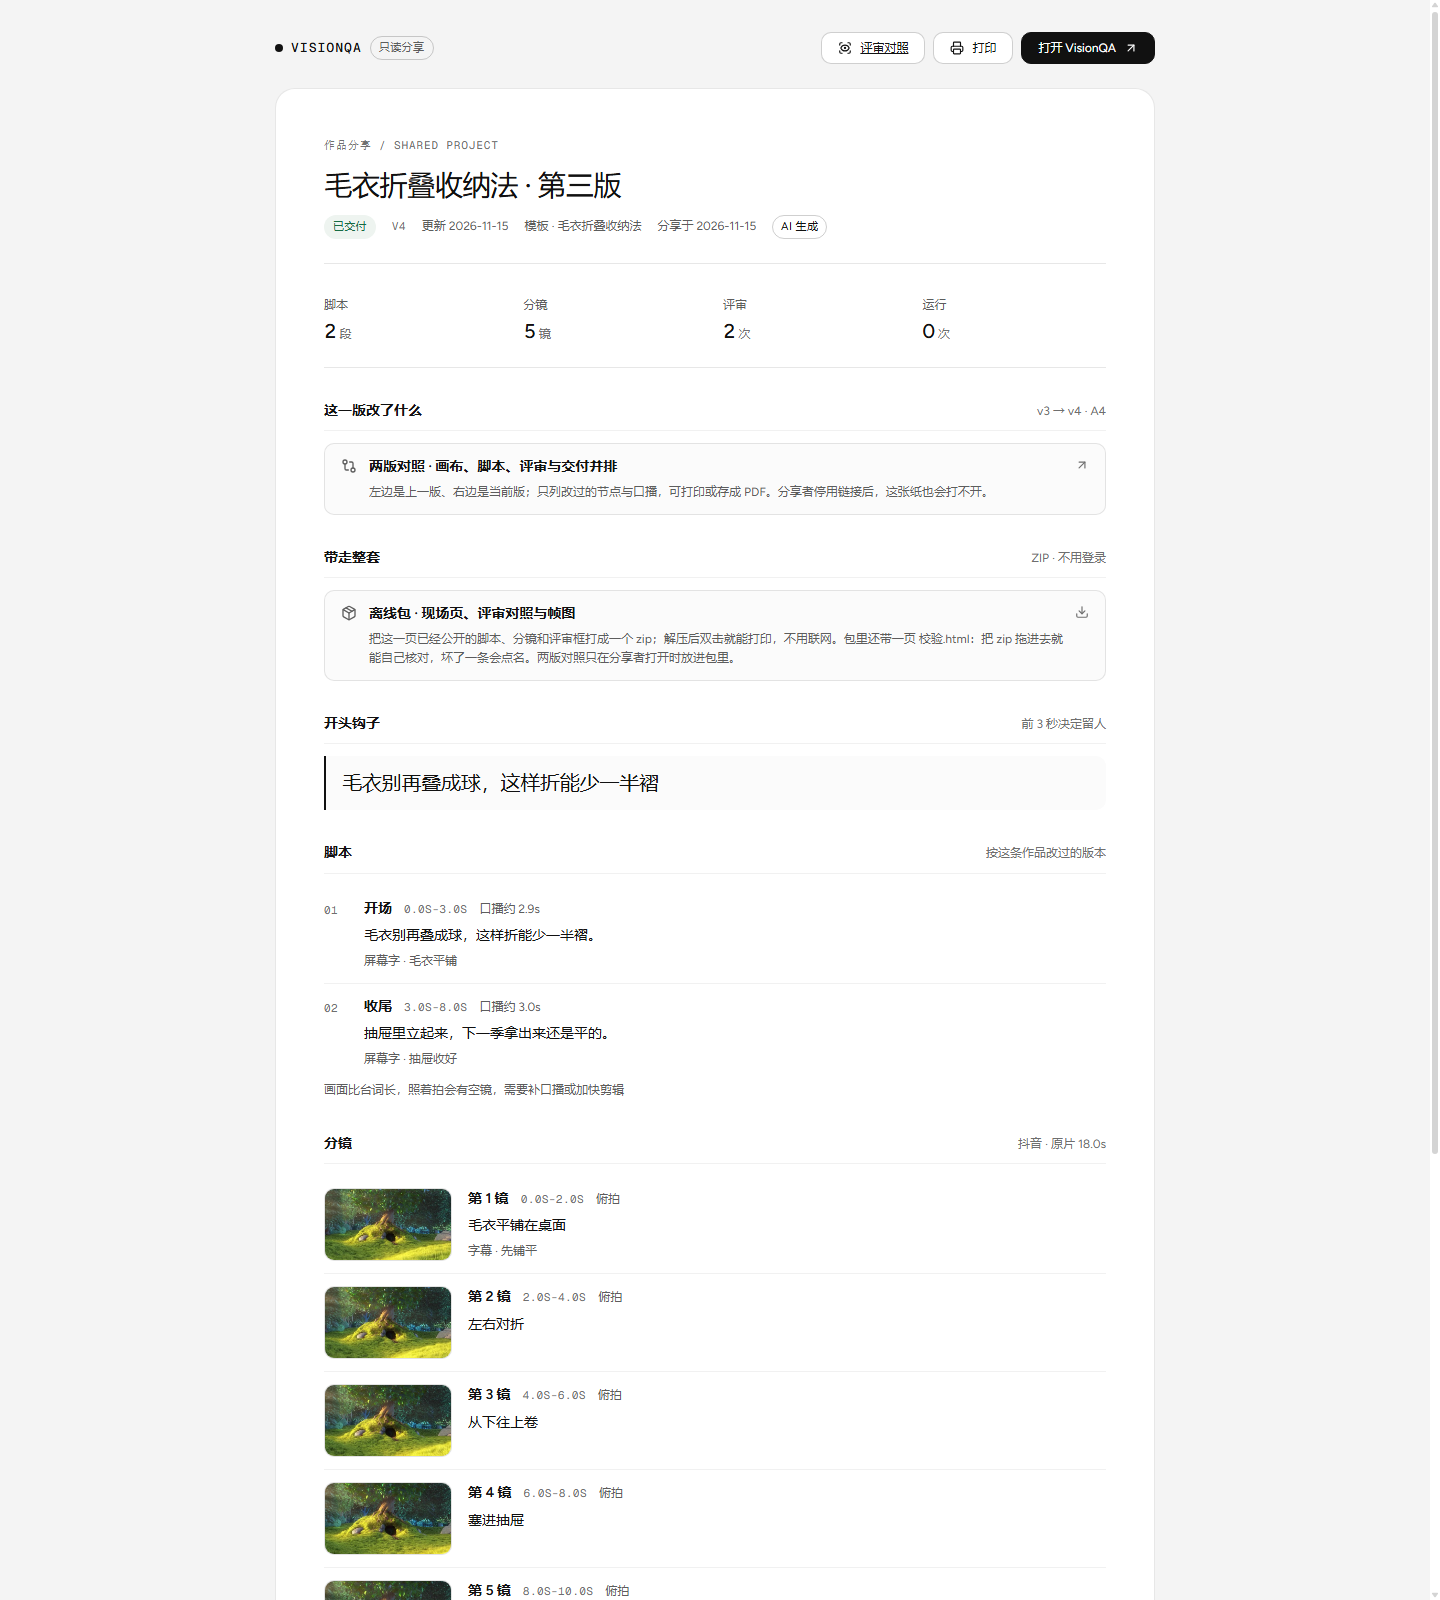 VISIONQA 只读分享 评审对照 打印 打开 VisionQA
作品分享 / SHARED PROJECT
毛衣折叠收纳法 · 第三版
已交付 V4 更新 2026-11-15 模板 · 毛衣折叠收纳法 分享于 2026-11-15 AI 生成
脚本 分镜 评审 运行
2 段 5 镜 2 次 0 次
这一版改了什么 v3 → v4 · A4
两版对照 · 画布、脚本、评审与交付并排
左边是上一版、右边是当前版；只列改过的节点与口播，可打印或存成 PDF。分享者停用链接后，这张纸也会打不开。
带走整套 ZIP · 不用登录
离线包 · 现场页、评审对照与帧图
把这一页已经公开的脚本、分镜和评审框打成一个 zip；解压后双击就能打印，不用联网。包里还带一页 校验.html：把 zip 拖进去就
能自己核对，坏了一条会点名。两版对照只在分享者打开时放进包里。
开头钩子 前 3 秒决定留人
毛衣别再叠成球，这样折能少一半褶
脚本 按这条作品改过的版本
01 开场 0.0S-3.0S 口播约 2.9s
毛衣别再叠成球，这样折能少一半褶。
屏幕字 · 毛衣平铺
02 收尾 3.0S-8.0S 口播约 3.0s
抽屉里立起来，下一季拿出来还是平的。
屏幕字 · 抽屉收好
画面比台词长，照着拍会有空镜，需要补口播或加快剪辑
分镜 抖音 · 原片 18.0s
第 1 镜 0.0S-2.0S 俯拍
毛衣平铺在桌面
字幕 · 先铺平
第 2 镜 2.0S-4.0S 俯拍
左右对折
第 3 镜 4.0S-6.0S 俯拍
从下往上卷
第 4 镜 6.0S-8.0S 俯拍
塞进抽屉
第 5 镜 8.0S-10.0S 俯拍